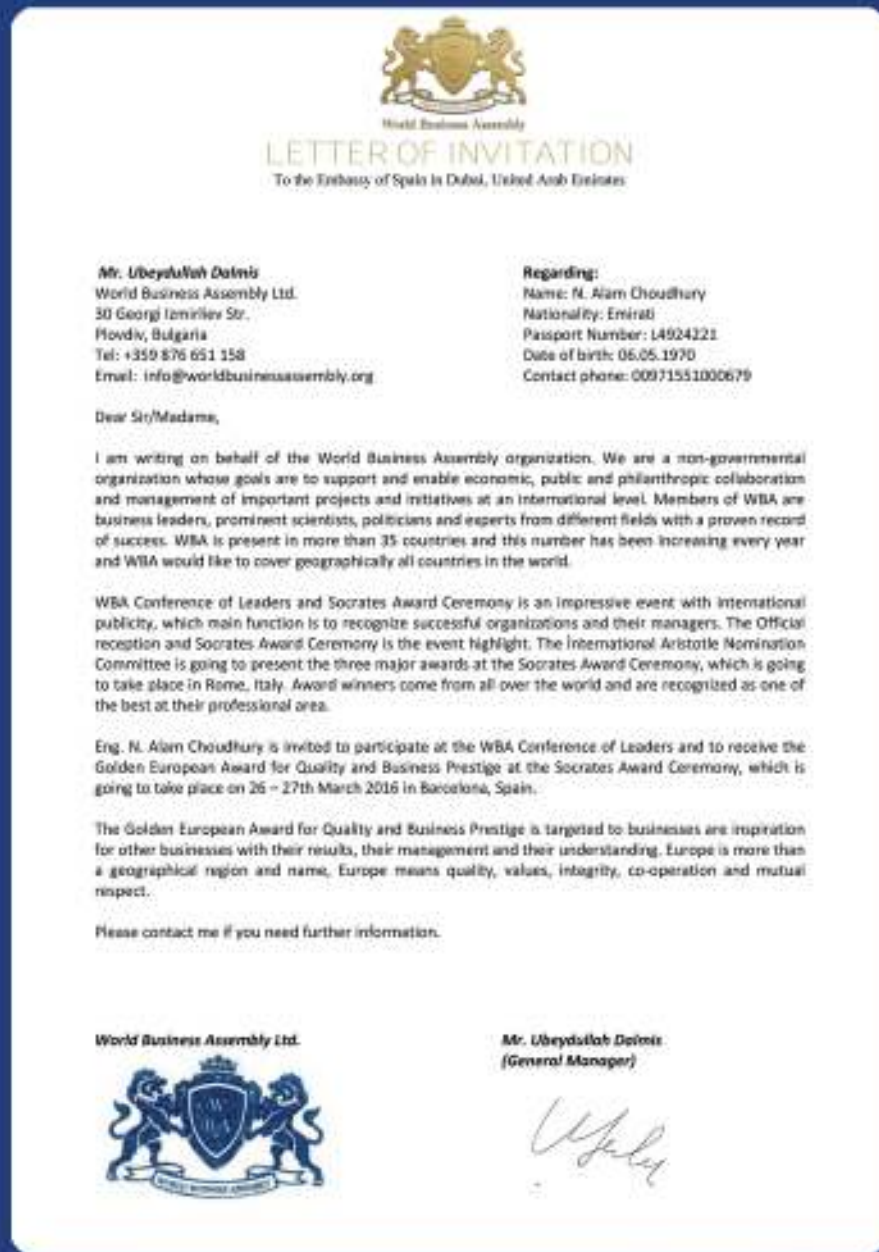 World Business Assembly
LETTER OF INVITATION
To the Embassy of Spain in Dubai, United Arab Emirates
Mr. Ubeydullah Dalmis
World Business Assembly Ltd.
30 Georgi Izmirliev Str.
Plovdiv, Bulgaria
Tel: +359 876 651 158
Email: info@worldbusinessassembly.org
Regarding:
Name: N. Alam Choudhury
Nationality: Emirati
Passport Number: L4924221
Date of birth: 06.05.1970
Contact phone: 00971551000679
Dear Sir/Madame,
I am writing on behalf of the World Business Assembly organization. We are a non-governmental
organization whose goals are to support and enable economic, public and philanthropic collaboration
and management of important projects and initiatives at an international level. Members of WBA are
business leaders, prominent scientists, politicians and experts from different fields with a proven record
of success. WBA is present in more than 35 countries and this number has been increasing every year
and WBA would like to cover geographically all countries in the world.
WBA Conference of Leaders and Socrates Award Ceremony is an impressive event with international
publicity, which main function is to recognize successful organizations and their managers. The Official
reception and Socrates Award Ceremony is the event highlight. The İnternational Aristotle Nomination
Committee is going to present the three major awards at the Socrates Award Ceremony, which is going
to take place in Rome, Italy. Award winners come from all over the world and are recognized as one of
the best at their professional area.
Eng. N. Alam Choudhury is invited to participate at the WBA Conference of Leaders and to receive the
Golden European Award for Quality and Business Prestige at the Socrates Award Ceremony, which is
going to take place on 26 – 27th March 2016 in Barcelona, Spain.
The Golden European Award for Quality and Business Prestige is targeted to businesses are inspiration
for other businesses with their results, their management and their understanding. Europe is more than
a geographical region and name, Europe means quality, values, integrity, co-operation and mutual
respect.
Please contact me if you need further information.
World Business Assembly Ltd.
Mr. Ubeydullah Dalmis
(General Manager)
W
B A
WORLD BUSINESS ASSEMBLY